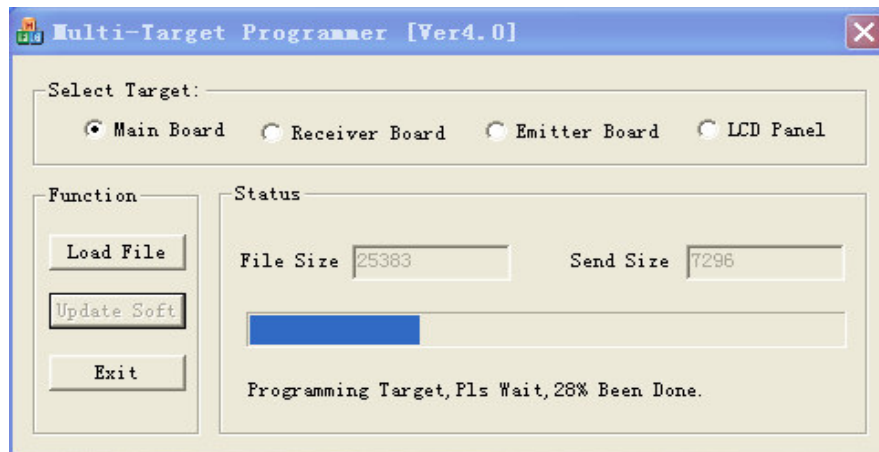 Multi-Target Programmer [Ver4.0]
Select Target:
Main Board Receiver Board Emitter Board LCD Panel
Function
Status
Load File
File Size 25383 Send Size 7296
Update Soft
Exit
Programming Target, Pls Wait, 28% Been Done.